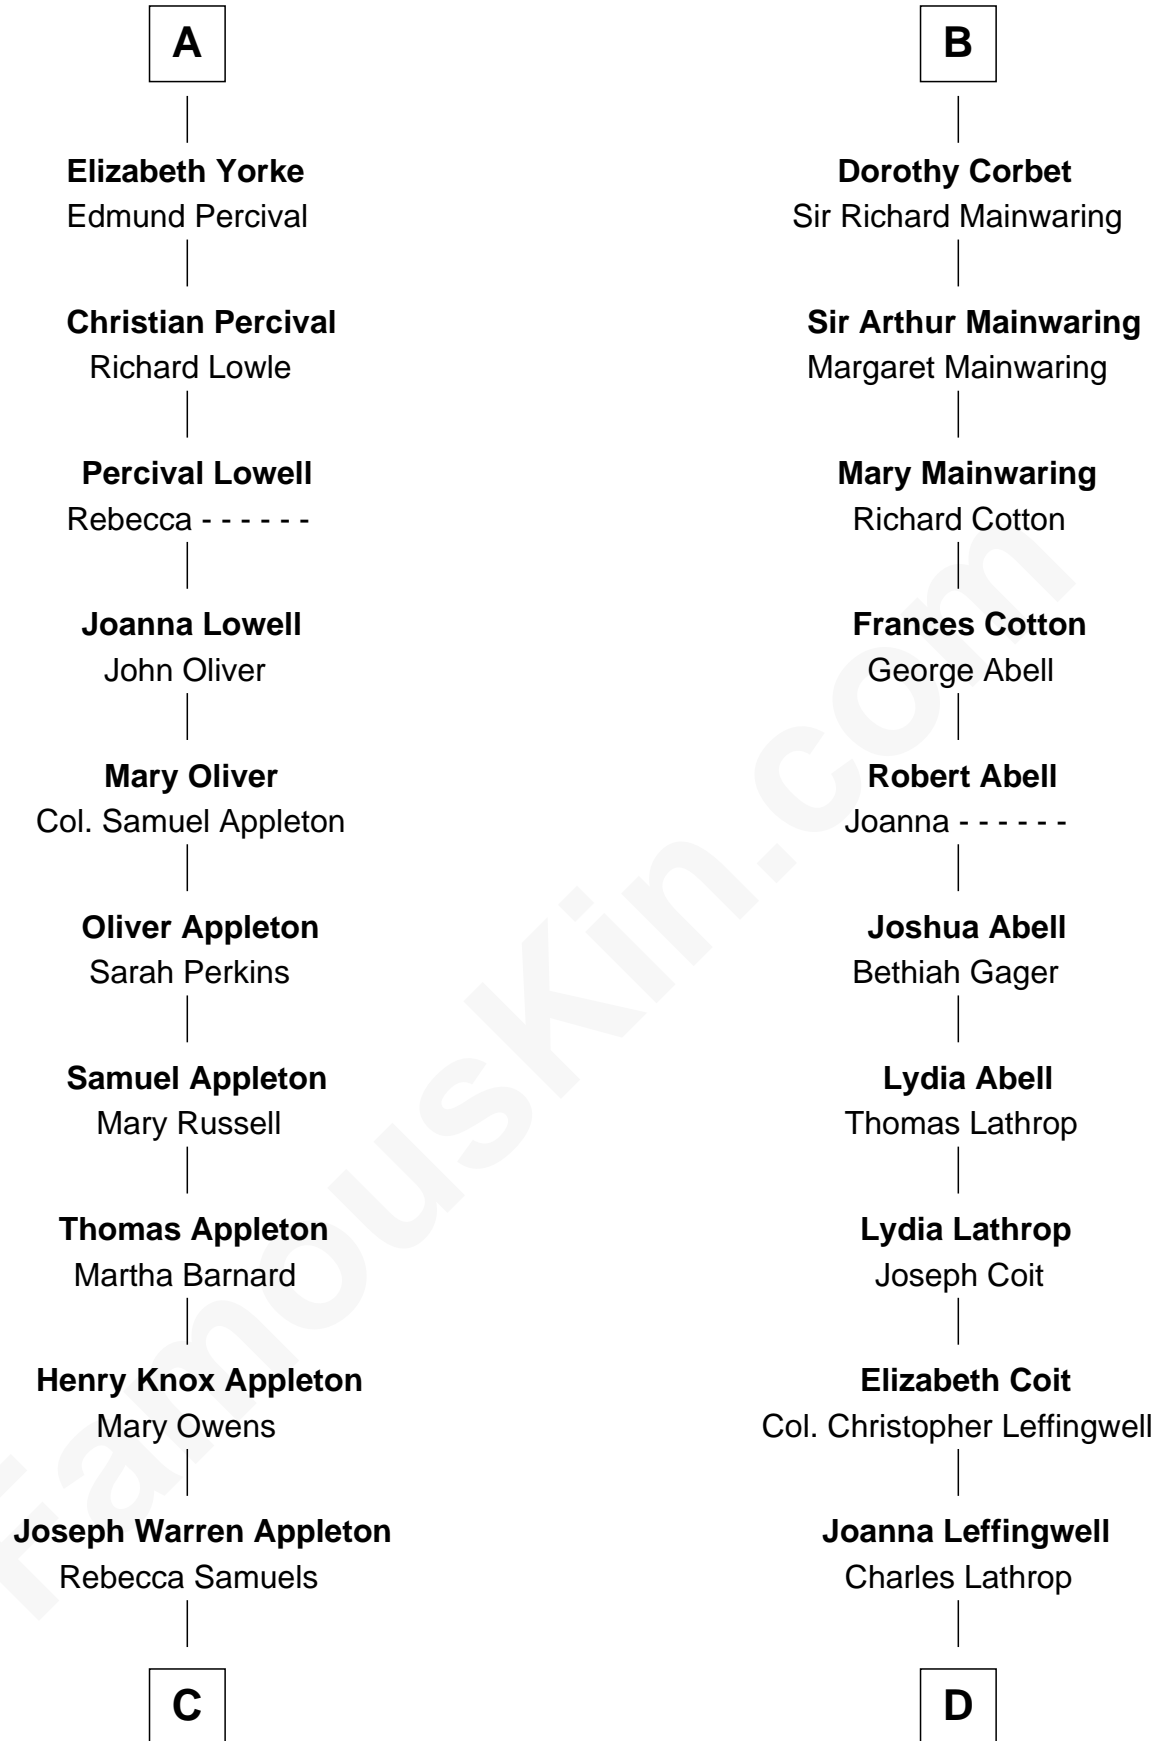 A
Elizabeth Yorke
Edmund Percival
Christian Percival
Richard Lowle
Percival Lowell
Rebecca - - - - - -
Joanna Lowell
John Oliver
Mary Oliver
Col. Samuel Appleton
Oliver Appleton
Sarah Perkins
Samuel Appleton
Mary Russell
Thomas Appleton
Martha Barnard
Henry Knox Appleton
Mary Owens
Joseph Warren Appleton
Rebecca Samuels
C
B
Dorothy Corbet
Sir Richard Mainwaring
Sir Arthur Mainwaring
Margaret Mainwaring
Mary Mainwaring
Richard Cotton
Frances Cotton
George Abell
Robert Abell
Joanna - - - - - -
Joshua Abell
Bethiah Gager
Lydia Abell
Thomas Lathrop
Lydia Lathrop
Joseph Coit
Elizabeth Coit
Col. Christopher Leffingwell
Joanna Leffingwell
Charles Lathrop
D
FamousKin.com